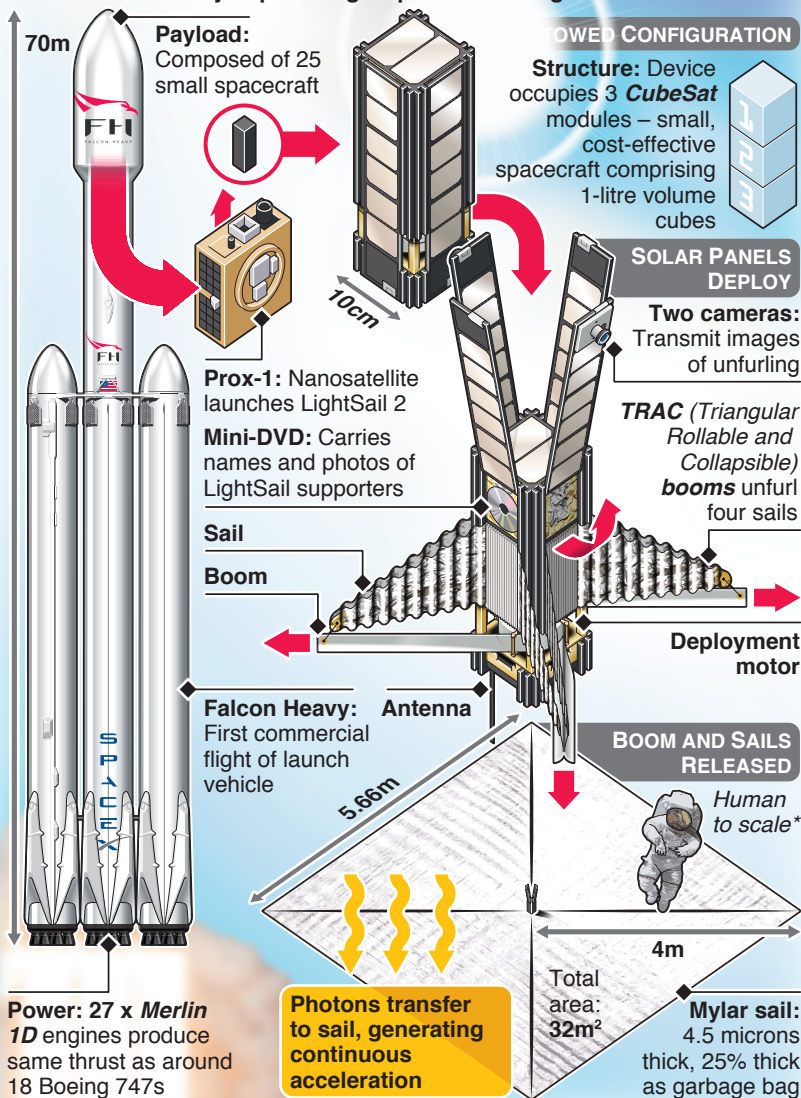 70m
Payload:
Composed of 25
small spacecraft
FH
FALCON HEAVY
TOWED CONFIGURATION
Structure: Device
occupies 3 CubeSat
modules – small,
cost-effective
spacecraft comprising
1-litre volume
cubes
1
2
3
10cm
SOLAR PANELS
DEPLOY
Two cameras:
Transmit images
of unfurling
FH
Prox-1: Nanosatellite
launches LightSail 2
Mini-DVD: Carries
names and photos of
LightSail supporters
TRAC (Triangular
Rollable and
Collapsible)
booms unfurl
four sails
Sail
Boom
Deployment
motor
Falcon Heavy:
First commercial
flight of launch
vehicle
Antenna
SPACEX
BOOM AND SAILS
RELEASED
5.66m
Human
to scale*
4m
Total
area:
32m²
Power: 27 x Merlin
1D engines produce
same thrust as around
18 Boeing 747s
Photons transfer
to sail, generating
continuous
acceleration
Mylar sail:
4.5 microns
thick, 25% thick
as garbage bag